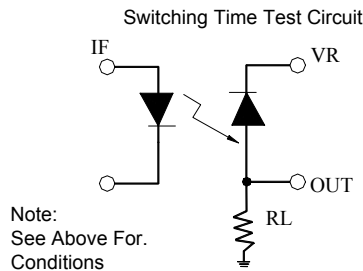 Switching Time Test Circuit
IF
VR
OUT
RL
Note:
See Above For.
Conditions